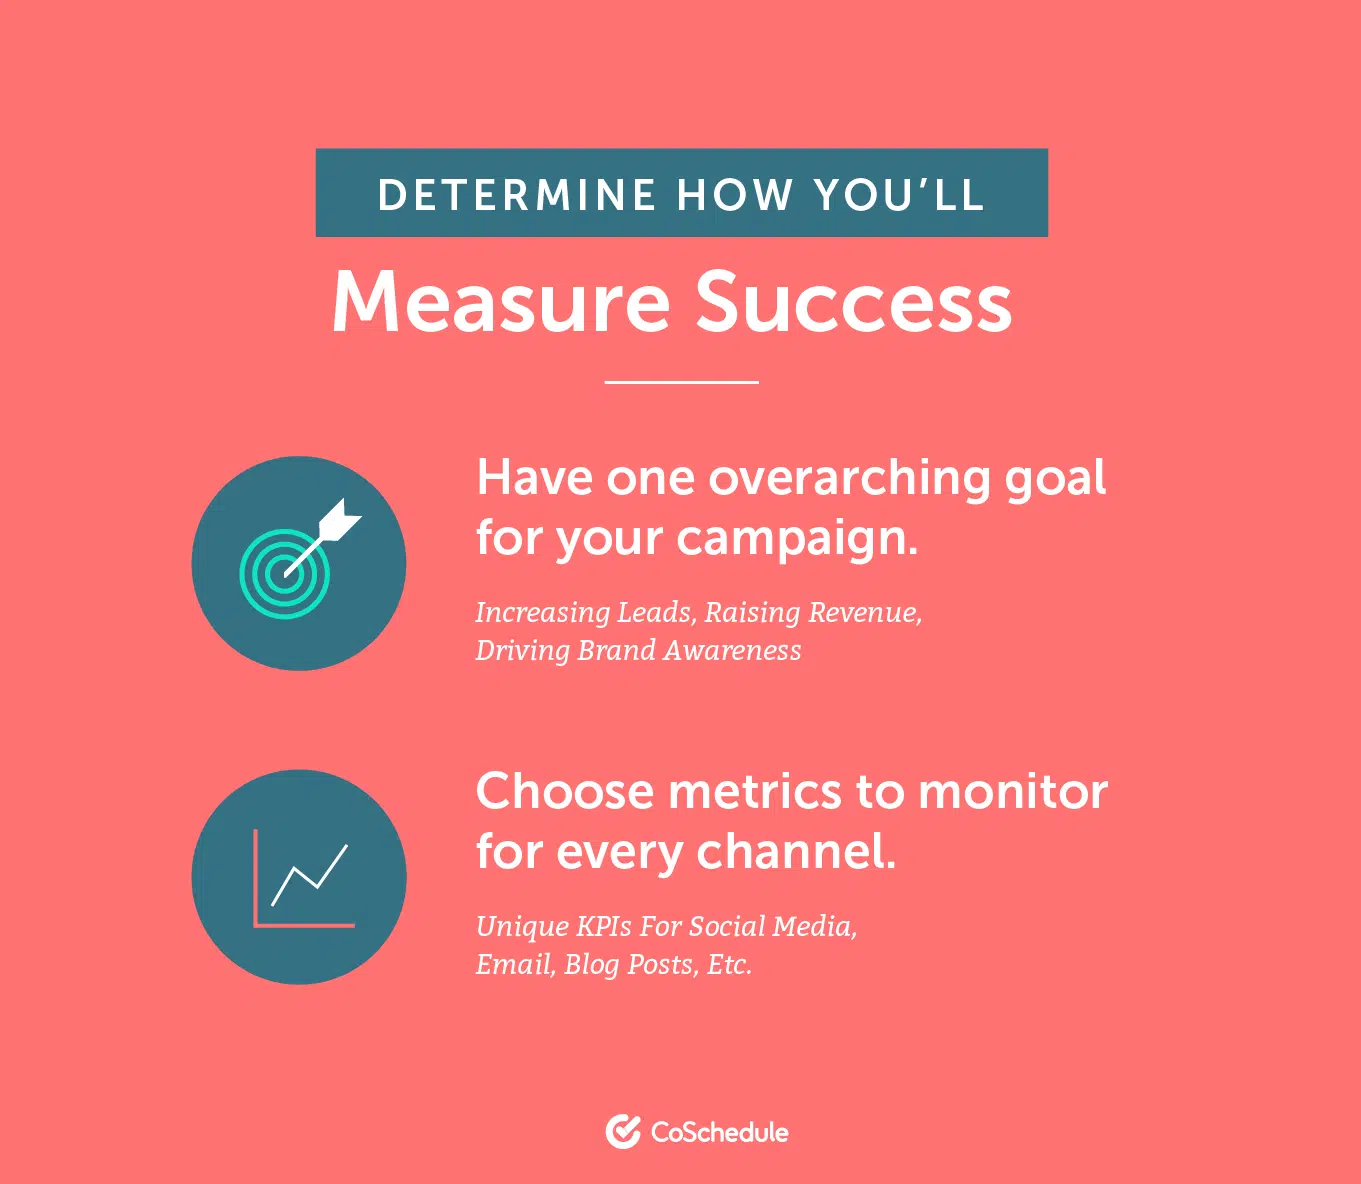 DETERMINE HOW YOU’LL
Measure Success
Have one overarching goal
for your campaign.
Increasing Leads, Raising Revenue,
Driving Brand Awareness
Choose metrics to monitor
for every channel.
Unique KPIs For Social Media,
Email, Blog Posts, Etc.
CoSchedule